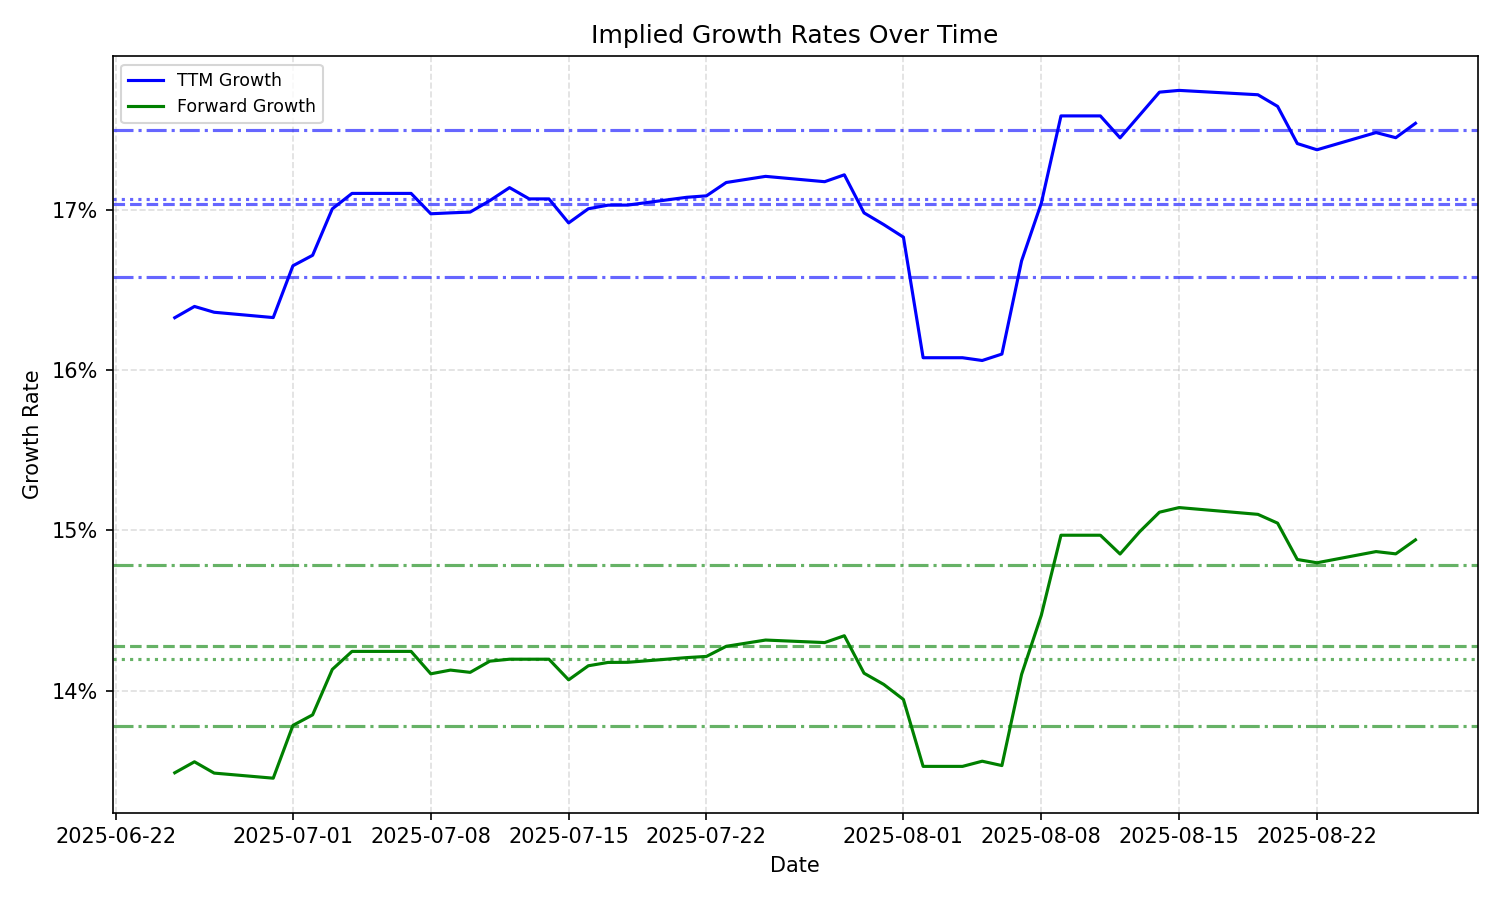 Implied Growth Rates Over Time
TTM Growth
Forward Growth
17%
16%
15%
14%
Growth Rate
2025-06-22 2025-07-01 2025-07-08 2025-07-15 2025-07-22 2025-08-01 2025-08-08 2025-08-15 2025-08-22
Date